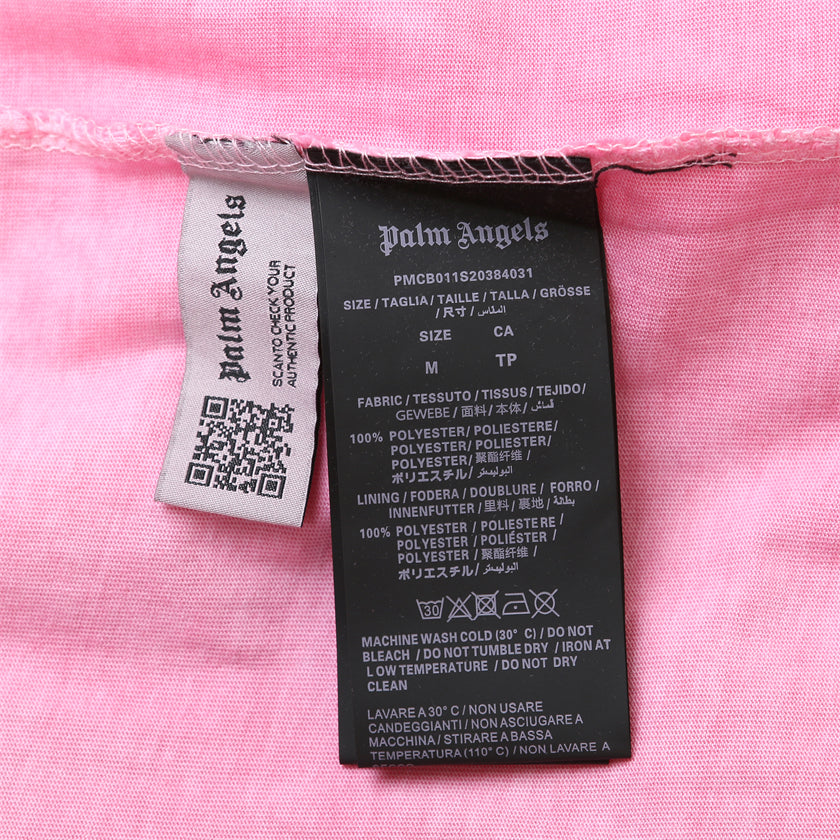 Palm Angels
SCANTO CHECK YOUR
AUTHENTIC PRODUCT
Palm Angels
PMCB011S20384031
SIZE / TAGLIA / TAILLE / TALLA / GRÖSSE
/ 尺寸 / المقاس
SIZE CA
M TP
FABRIC / TESSUTO / TISSUS / TEJIDO /
GEWEBE / 面料 / 本体 / قماش
100% POLYESTER / POLIESTERE /
POLYESTER / POLIESTER /
POLYESTER / 聚酯纤维 /
ポリエステル / البوليستر
LINING / FODERA / DOUBLURE / FORRO /
INNENFUTTER / 里料 / 裏地 / بطانة
100% POLYESTER / POLIESTERE /
POLYESTER / POLIÉSTER /
POLYESTER / 聚酯纤维 /
ポリエステル / البوليستر
30
MACHINE WASH COLD (30° C) / DO NOT
BLEACH / DO NOT TUMBLE DRY / IRON AT
LOW TEMPERATURE / DO NOT DRY
CLEAN
LAVARE A 30° C / NON USARE
CANDEGGIANTI / NON ASCIUGARE A
MACCHINA / STIRARE A BASSA
TEMPERATURA (110° C) / NON LAVARE A